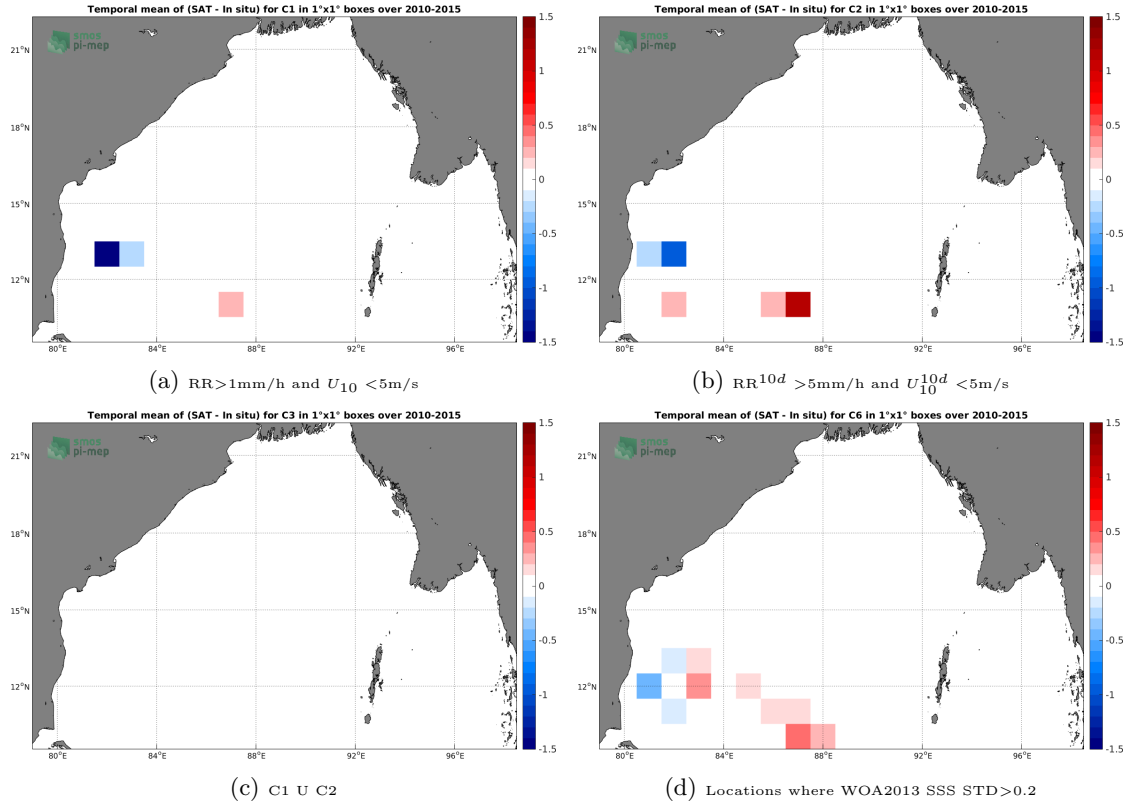 Temporal mean of (SAT - In situ) for C1 in 1°x1° boxes over 2010-2015
smos
pi-mep
21°N
18°N
15°N
12°N
80°E 84°E 88°E 92°E 96°E
1.5
1
0.5
0
-0.5
-1
-1.5
(a) RR>1mm/h and U10 <5m/s
Temporal mean of (SAT - In situ) for C2 in 1°x1° boxes over 2010-2015
smos
pi-mep
21°N
18°N
15°N
12°N
80°E 84°E 88°E 92°E 96°E
1.5
1
0.5
0
-0.5
-1
-1.5
(b) RR10d >5mm/h and U10 10d <5m/s
Temporal mean of (SAT - In situ) for C3 in 1°x1° boxes over 2010-2015
smos
pi-mep
21°N
18°N
15°N
12°N
80°E 84°E 88°E 92°E 96°E
1.5
1
0.5
0
-0.5
-1
-1.5
(c) C1 U C2
Temporal mean of (SAT - In situ) for C6 in 1°x1° boxes over 2010-2015
smos
pi-mep
21°N
18°N
15°N
12°N
80°E 84°E 88°E 92°E 96°E
1.5
1
0.5
0
-0.5
-1
-1.5
(d) Locations where WOA2013 SSS STD>0.2